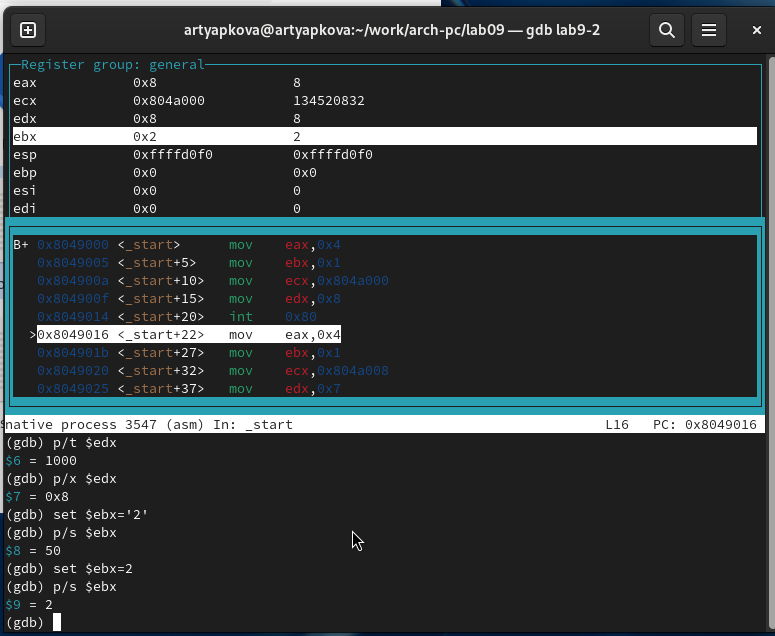 artyapkova@artyapkova:~/work/arch-pc/lab09 — gdb lab9-2
Register group: general
eax 0x8 8
ecx 0x804a000 134520832
edx 0x8 8
ebx 0x2 2
esp 0xffffd0f0 0xffffd0f0
ebp 0x0 0x0
esi 0x0 0
edi 0x0 0
B+ 0x8049000 <_start> mov eax,0x4
0x8049005 <_start+5> mov ebx,0x1
0x804900a <_start+10> mov ecx,0x804a000
0x804900f <_start+15> mov edx,0x8
0x8049014 <_start+20> int 0x80
>0x8049016 <_start+22> mov eax,0x4
0x804901b <_start+27> mov ebx,0x1
0x8049020 <_start+32> mov ecx,0x804a008
0x8049025 <_start+37> mov edx,0x7
native process 3547 (asm) In: _start L16 PC: 0x8049016
(gdb) p/t $edx
$6 = 1000
(gdb) p/x $edx
$7 = 0x8
(gdb) set $ebx='2'
(gdb) p/s $ebx
$8 = 50
(gdb) set $ebx=2
(gdb) p/s $ebx
$9 = 2
(gdb)